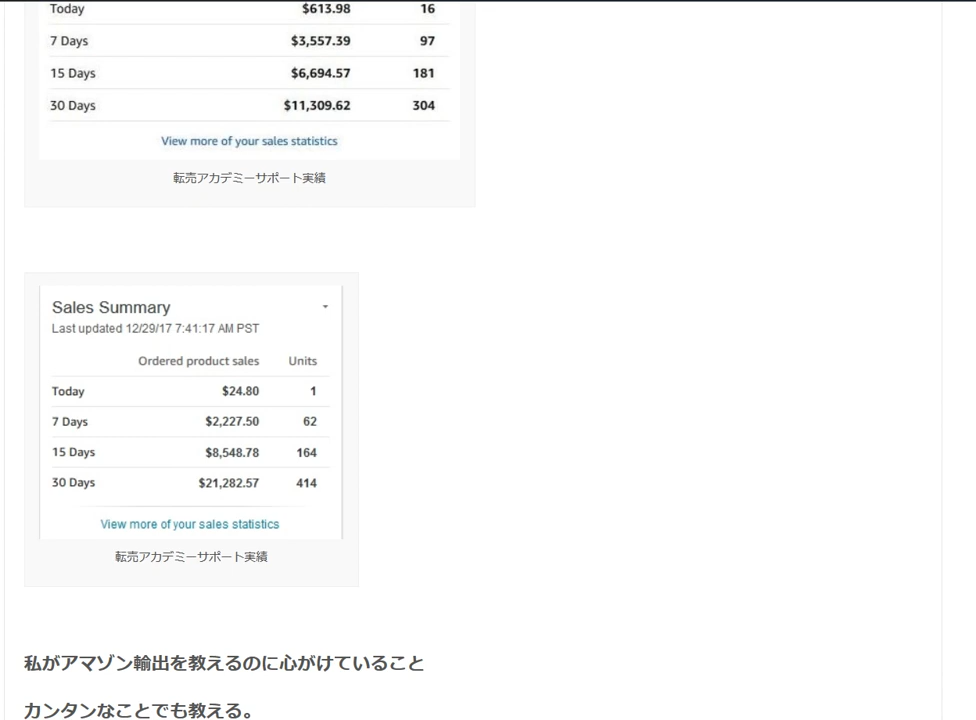 Today $613.98 16
7 Days $3,557.39 97
15 Days $6,694.57 181
30 Days $11,309.62 304
View more of your sales statistics
転売アカデミーサポート実績
Sales Summary
Last updated 12/29/17 7:41:17 AM PST
Ordered product sales Units
Today $24.80 1
7 Days $2,227.50 62
15 Days $8,548.78 164
30 Days $21,282.57 414
View more of your sales statistics
転売アカデミーサポート実績
私がアマゾン輸出を教えるのに心がけていること
カンタンなことでも教える。